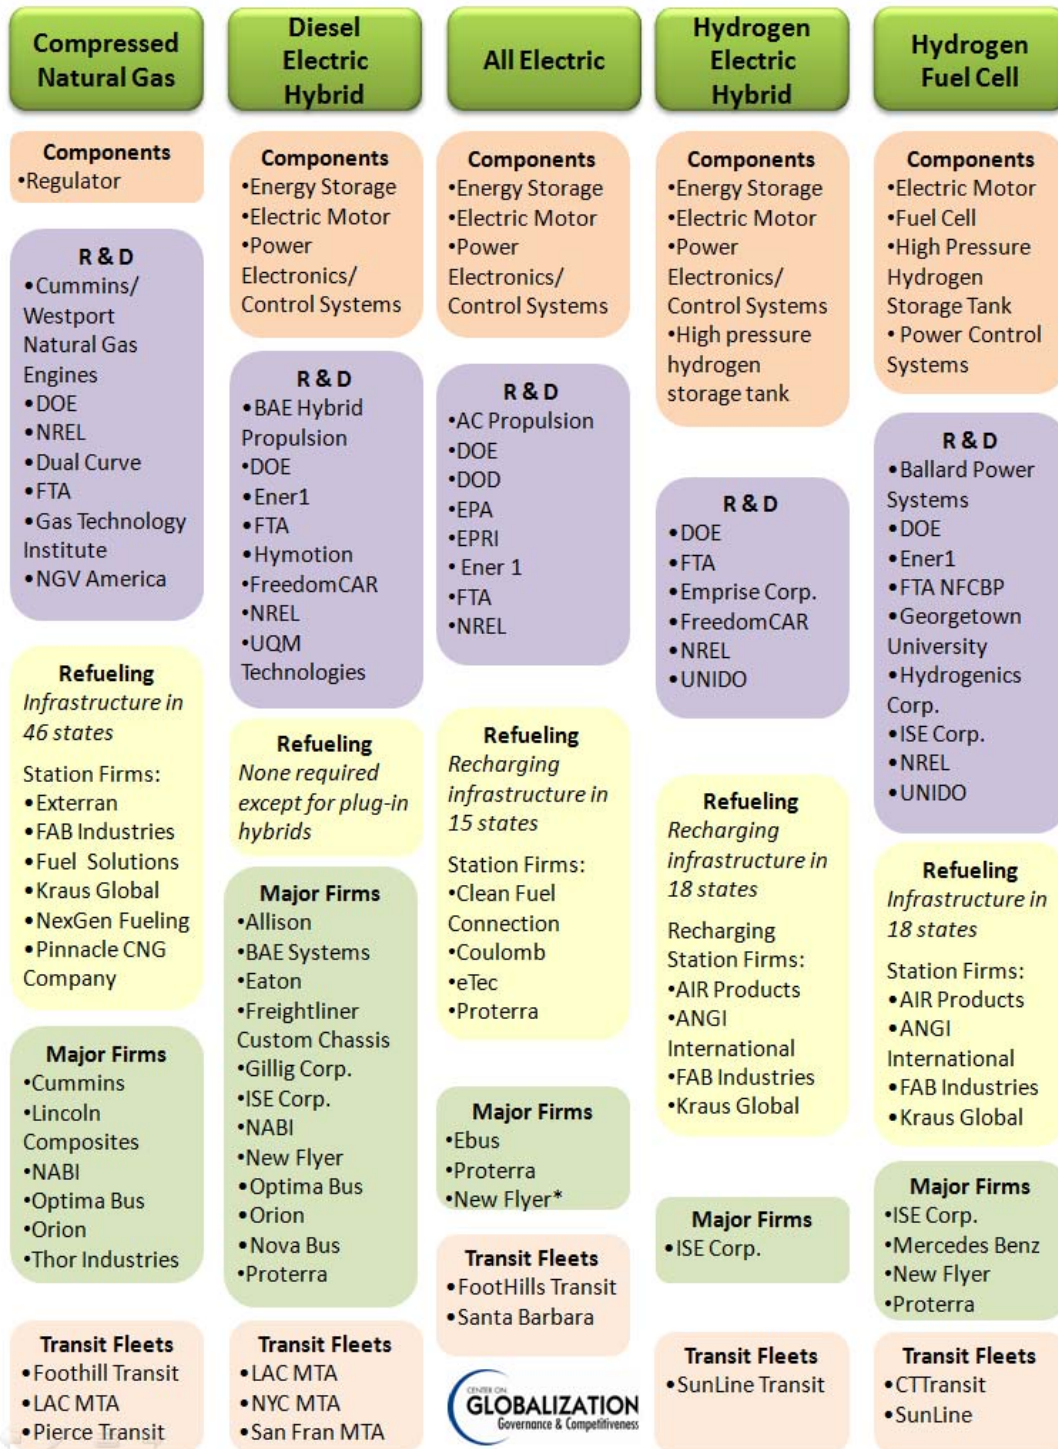 Compressed
Natural Gas
Components
•Regulator
R & D
•Cummins/
Westport
Natural Gas
Engines
•DOE
•NREL
•Dual Curve
•FTA
•Gas Technology
Institute
•NGV America
Refueling
Infrastructure in
46 states
Station Firms:
•Exterran
•FAB Industries
•Fuel Solutions
•Kraus Global
•NexGen Fueling
•Pinnacle CNG
Company
Major Firms
•Cummins
•Lincoln
Composites
•NABI
•Optima Bus
•Orion
•Thor Industries
Transit Fleets
•Foothill Transit
•LAC MTA
•Pierce Transit
Diesel
Electric
Hybrid
Components
•Energy Storage
•Electric Motor
•Power
Electronics/
Control Systems
R & D
•BAE Hybrid
Propulsion
•DOE
•Ener1
•FTA
•Hymotion
•FreedomCAR
•NREL
•UQM
Technologies
Refueling
None required
except for plug-in
hybrids
Major Firms
•Allison
•BAE Systems
•Eaton
•Freightliner
Custom Chassis
•Gillig Corp.
•ISE Corp.
•NABI
•New Flyer
•Optima Bus
•Orion
•Nova Bus
•Proterra
Transit Fleets
•LAC MTA
•NYC MTA
•San Fran MTA
All Electric
Components
•Energy Storage
•Electric Motor
•Power
Electronics/
Control Systems
R & D
•AC Propulsion
•DOE
•DOD
•EPA
•EPRI
• Ener 1
•FTA
•NREL
Refueling
Recharging
infrastructure in
15 states
Station Firms:
•Clean Fuel
Connection
•Coulomb
•eTec
•Proterra
Major Firms
•Ebus
•Proterra
•New Flyer*
Transit Fleets
•FootHills Transit
•Santa Barbara
CENTER ON
GLOBALIZATION
Governance & Competitiveness
Hydrogen
Electric
Hybrid
Components
•Energy Storage
•Electric Motor
•Power
Electronics/
Control Systems
•High pressure
hydrogen
storage tank
R & D
•DOE
•FTA
•Emprise Corp.
•FreedomCAR
•NREL
•UNIDO
Refueling
Recharging
infrastructure in
18 states
Recharging
Station Firms:
•AIR Products
•ANGI
International
•FAB Industries
•Kraus Global
Major Firms
•ISE Corp.
Transit Fleets
•SunLine Transit
Hydrogen
Fuel Cell
Components
•Electric Motor
•Fuel Cell
•High Pressure
Hydrogen
Storage Tank
• Power Control
Systems
R & D
•Ballard Power
Systems
•DOE
•Ener1
•FTA NFCBP
•Georgetown
University
•Hydrogenics
Corp.
•ISE Corp.
•NREL
•UNIDO
Refueling
Infrastructure in
18 states
Station Firms:
•AIR Products
•ANGI
International
•FAB Industries
•Kraus Global
Major Firms
•ISE Corp.
•Mercedes Benz
•New Flyer
•Proterra
Transit Fleets
•CTTransit
•SunLine